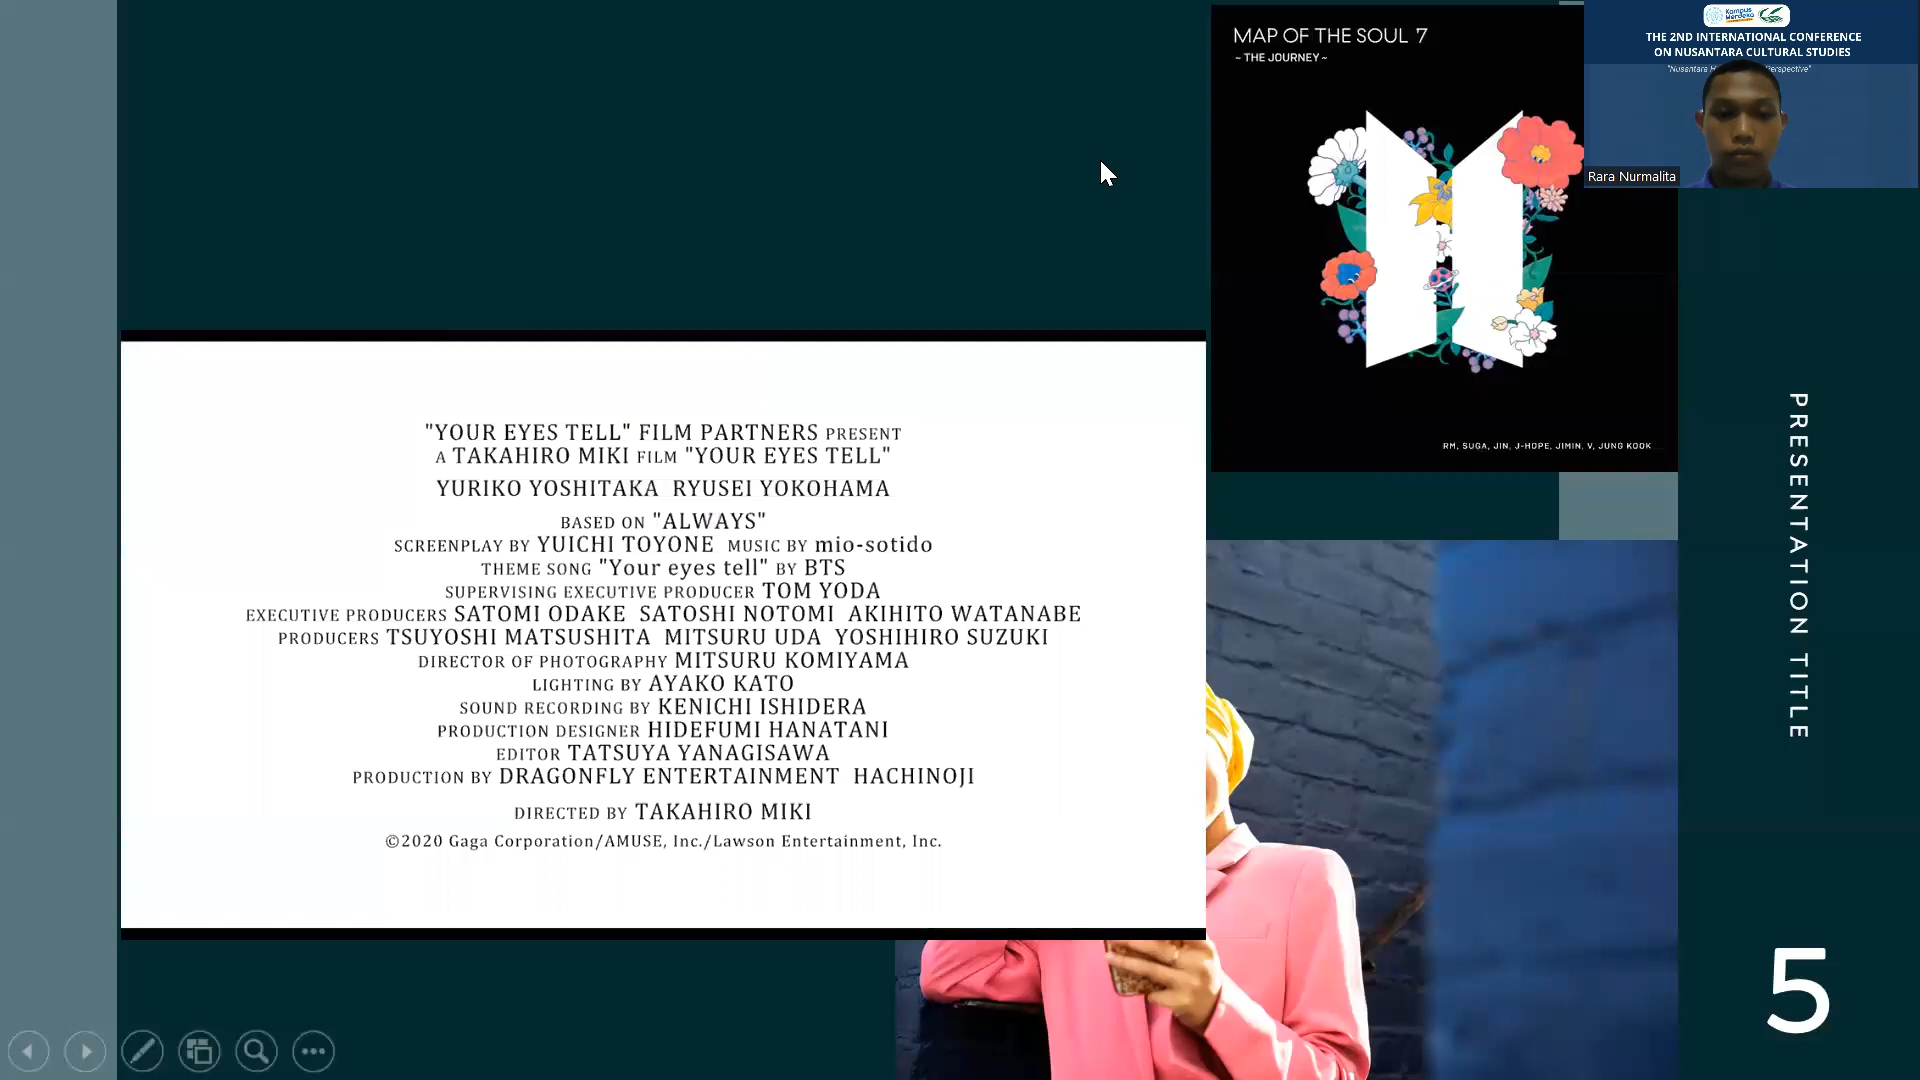 MAP OF THE SOUL 7
~ THE JOURNEY ~
RM, SUGA, JIN, J-HOPE, JIMIN, V, JUNG KOOK
Kampus
Merdeka
THE 2ND INTERNATIONAL CONFERENCE
ON NUSANTARA CULTURAL STUDIES
"Nusantara H Perspective"
Rara Nurmalita
"YOUR EYES TELL" FILM PARTNERS PRESENT
A TAKAHIRO MIKI FILM "YOUR EYES TELL"
YURIKO YOSHITAKA RYUSEI YOKOHAMA
BASED ON "ALWAYS"
SCREENPLAY BY YUICHI TOYONE MUSIC BY mio-sotido
THEME SONG "Your eyes tell" BY BTS
SUPERVISING EXECUTIVE PRODUCER TOM YODA
EXECUTIVE PRODUCERS SATOMI ODAKE SATOSHI NOTOMI AKIHITO WATANABE
PRODUCERS TSUYOSHI MATSUSHITA MITSURU UDA YOSHIHIRO SUZUKI
DIRECTOR OF PHOTOGRAPHY MITSURU KOMIYAMA
LIGHTING BY AYAKO KATO
SOUND RECORDING BY KENICHI ISHIDERA
PRODUCTION DESIGNER HIDEFUMI HANATANI
EDITOR TATSUYA YANAGISAWA
PRODUCTION BY DRAGONFLY ENTERTAINMENT HACHINOJI
DIRECTED BY TAKAHIRO MIKI
©2020 Gaga Corporation/AMUSE, Inc./Lawson Entertainment, Inc.
PRESENTATION TITLE
5